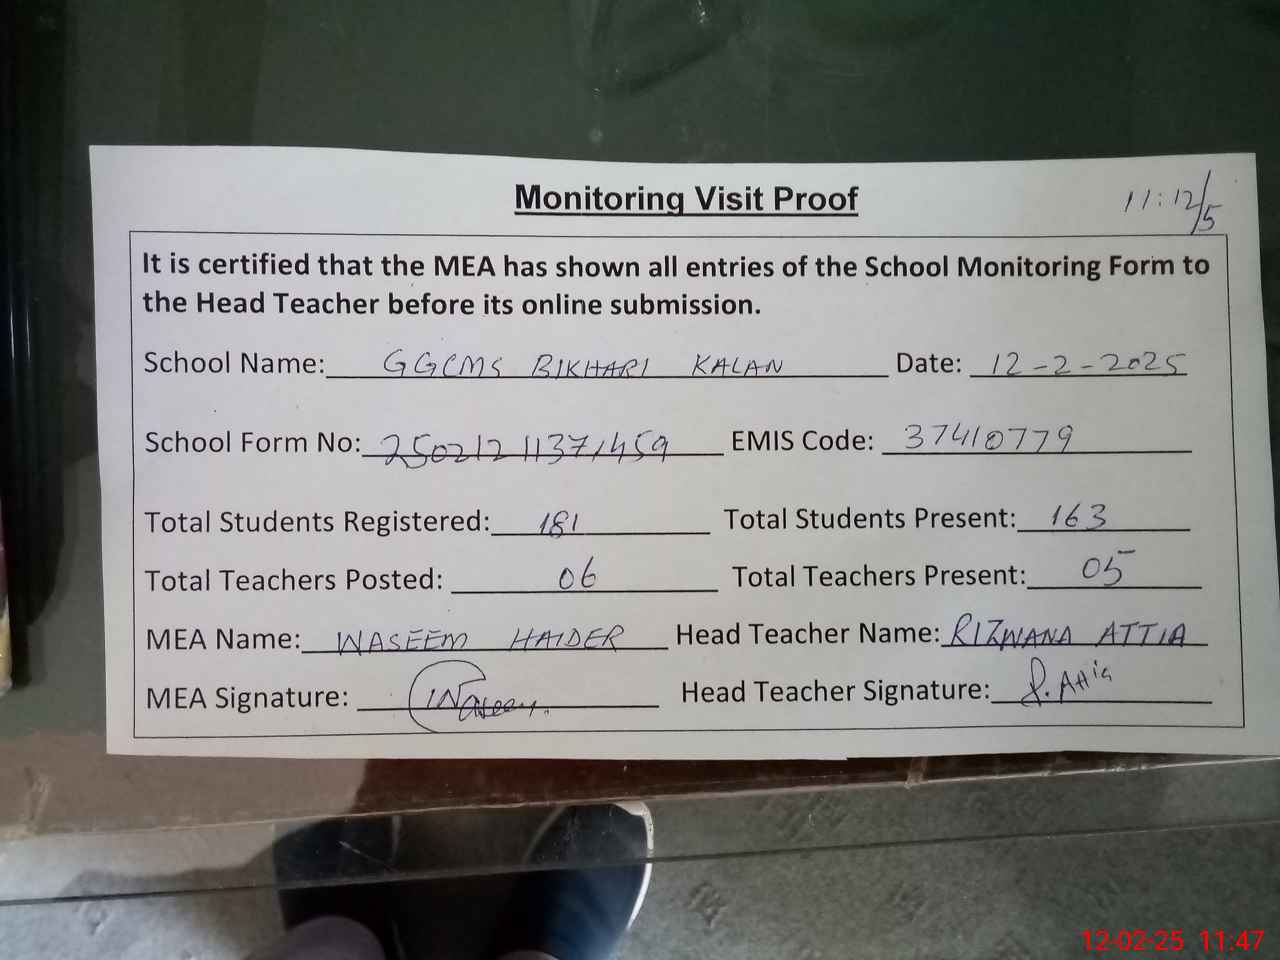 Monitoring Visit Proof 11:12/5
It is certified that the MEA has shown all entries of the School Monitoring Form to
the Head Teacher before its online submission.
School Name: GGCMS BIKHARI KALAN Date: 12-2-2025
School Form No: 250212 11371459 EMIS Code: 37410779
Total Students Registered: 181 Total Students Present: 163
Total Teachers Posted: 06 Total Teachers Present: 05
MEA Name: WASEEM HAIDER Head Teacher Name: RIZWANA ATTIA
MEA Signature: Waseem. Head Teacher Signature: R. Attia
12-02-25 11:47